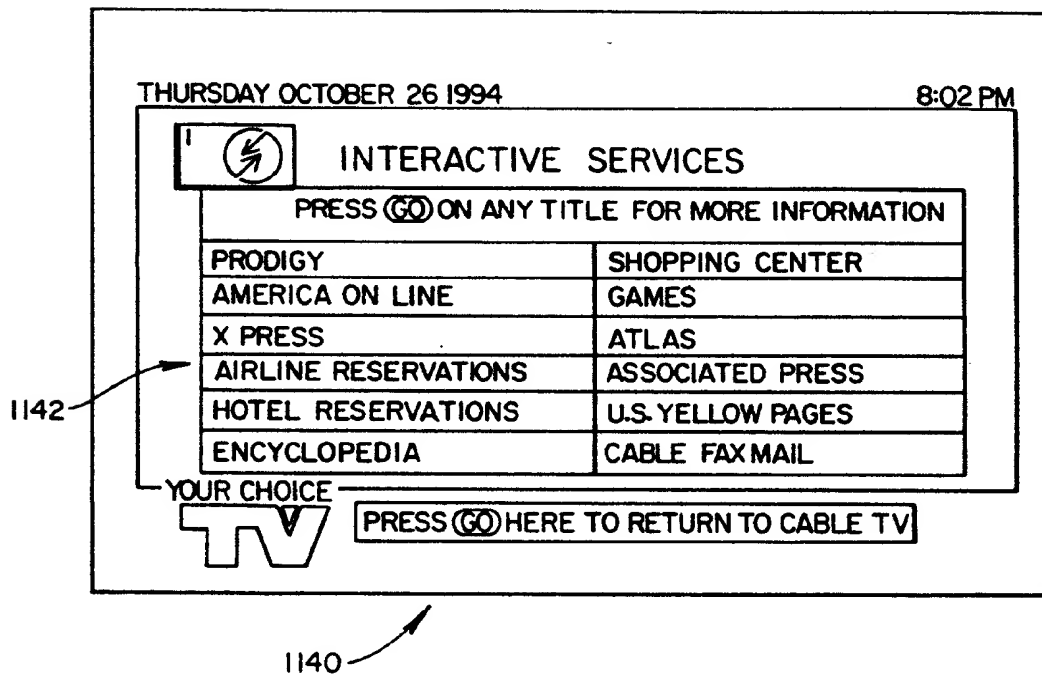 THURSDAY OCTOBER 26 1994 8:02 PM
I INTERACTIVE SERVICES
PRESS GO ON ANY TITLE FOR MORE INFORMATION
PRODIGY SHOPPING CENTER
AMERICA ON LINE GAMES
X PRESS ATLAS
AIRLINE RESERVATIONS ASSOCIATED PRESS
1142 HOTEL RESERVATIONS U.S. YELLOW PAGES
ENCYCLOPEDIA CABLE FAX MAIL
YOUR CHOICE
TV PRESS GO HERE TO RETURN TO CABLE TV
1140